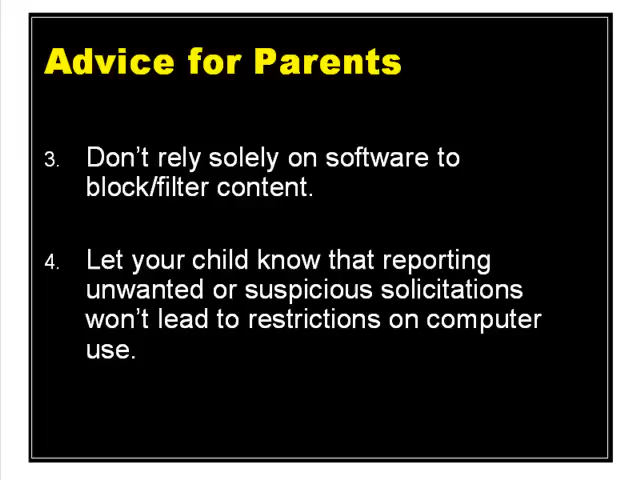 Advice for Parents
3. Don’t rely solely on software to
block/filter content.
4. Let your child know that reporting
unwanted or suspicious solicitations
won’t lead to restrictions on computer
use.